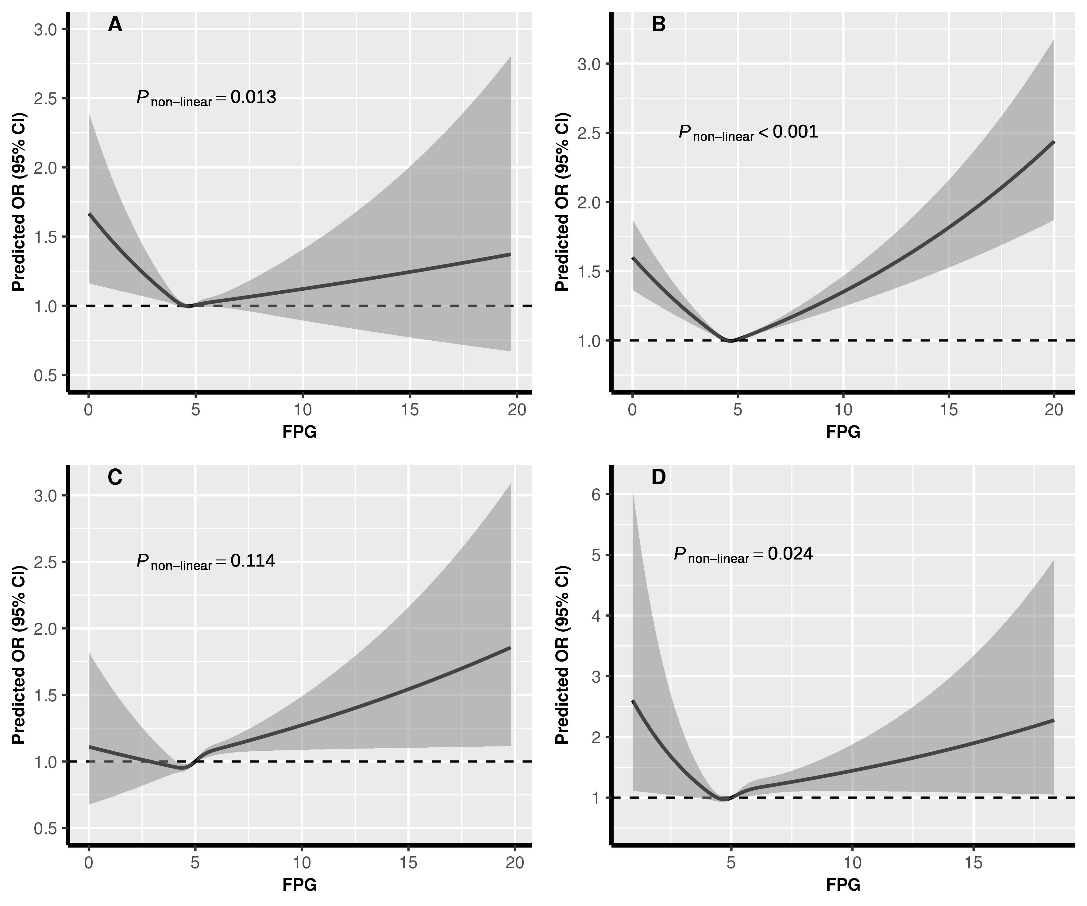 A
Predicted OR (95% CI)
3.0
2.5
2.0
1.5
1.0
0.5
P non−linear = 0.013
0 5 10 15 20
FPG
B
Predicted OR (95% CI)
3.0
2.5
2.0
1.5
1.0
P non−linear < 0.001
0 5 10 15 20
FPG
C
Predicted OR (95% CI)
3.0
2.5
2.0
1.5
1.0
0.5
P non−linear = 0.114
0 5 10 15 20
FPG
D
Predicted OR (95% CI)
6
5
4
3
2
1
P non−linear = 0.024
5 10 15
FPG